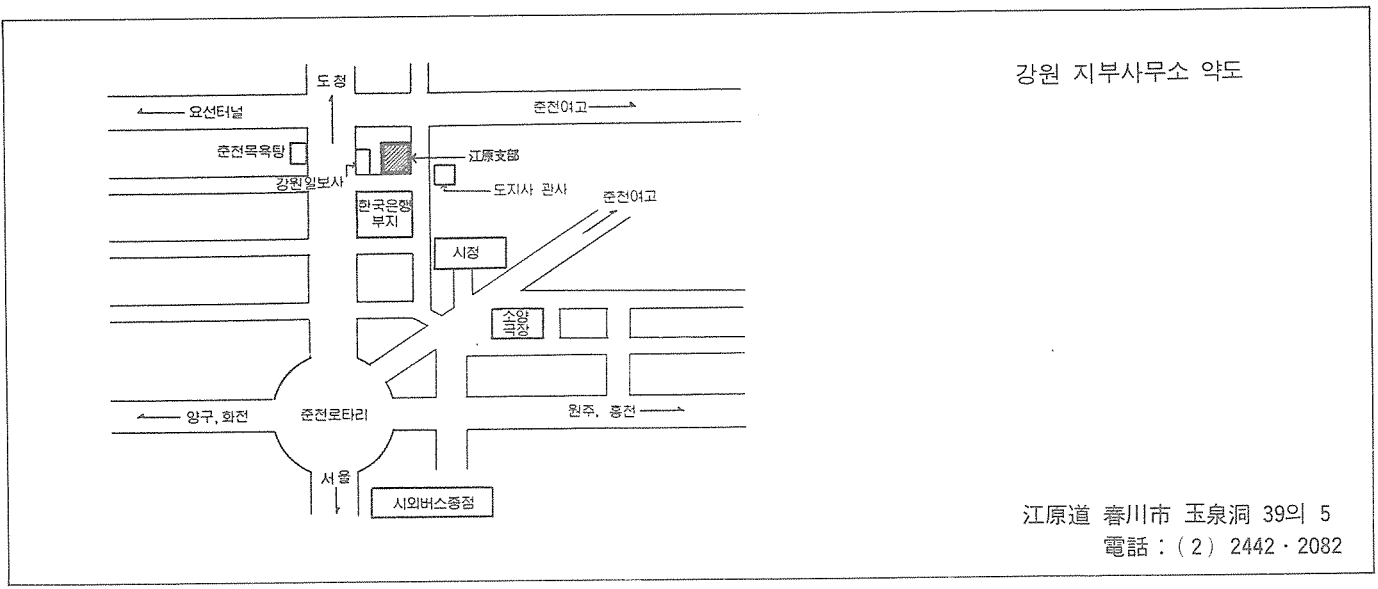 강원 지부사무소 약도
도청
요선터널
춘천여고
춘천목욕탕
江原支部
강원일보사
도지사 관사
춘천여고
한국은행
부지
시청
소양
극장
양구, 화천
춘천로타리
원주, 홍천
서울
시외버스종점
江原道 春川市 玉泉洞 39의 5
電話 : (2) 2442·2082